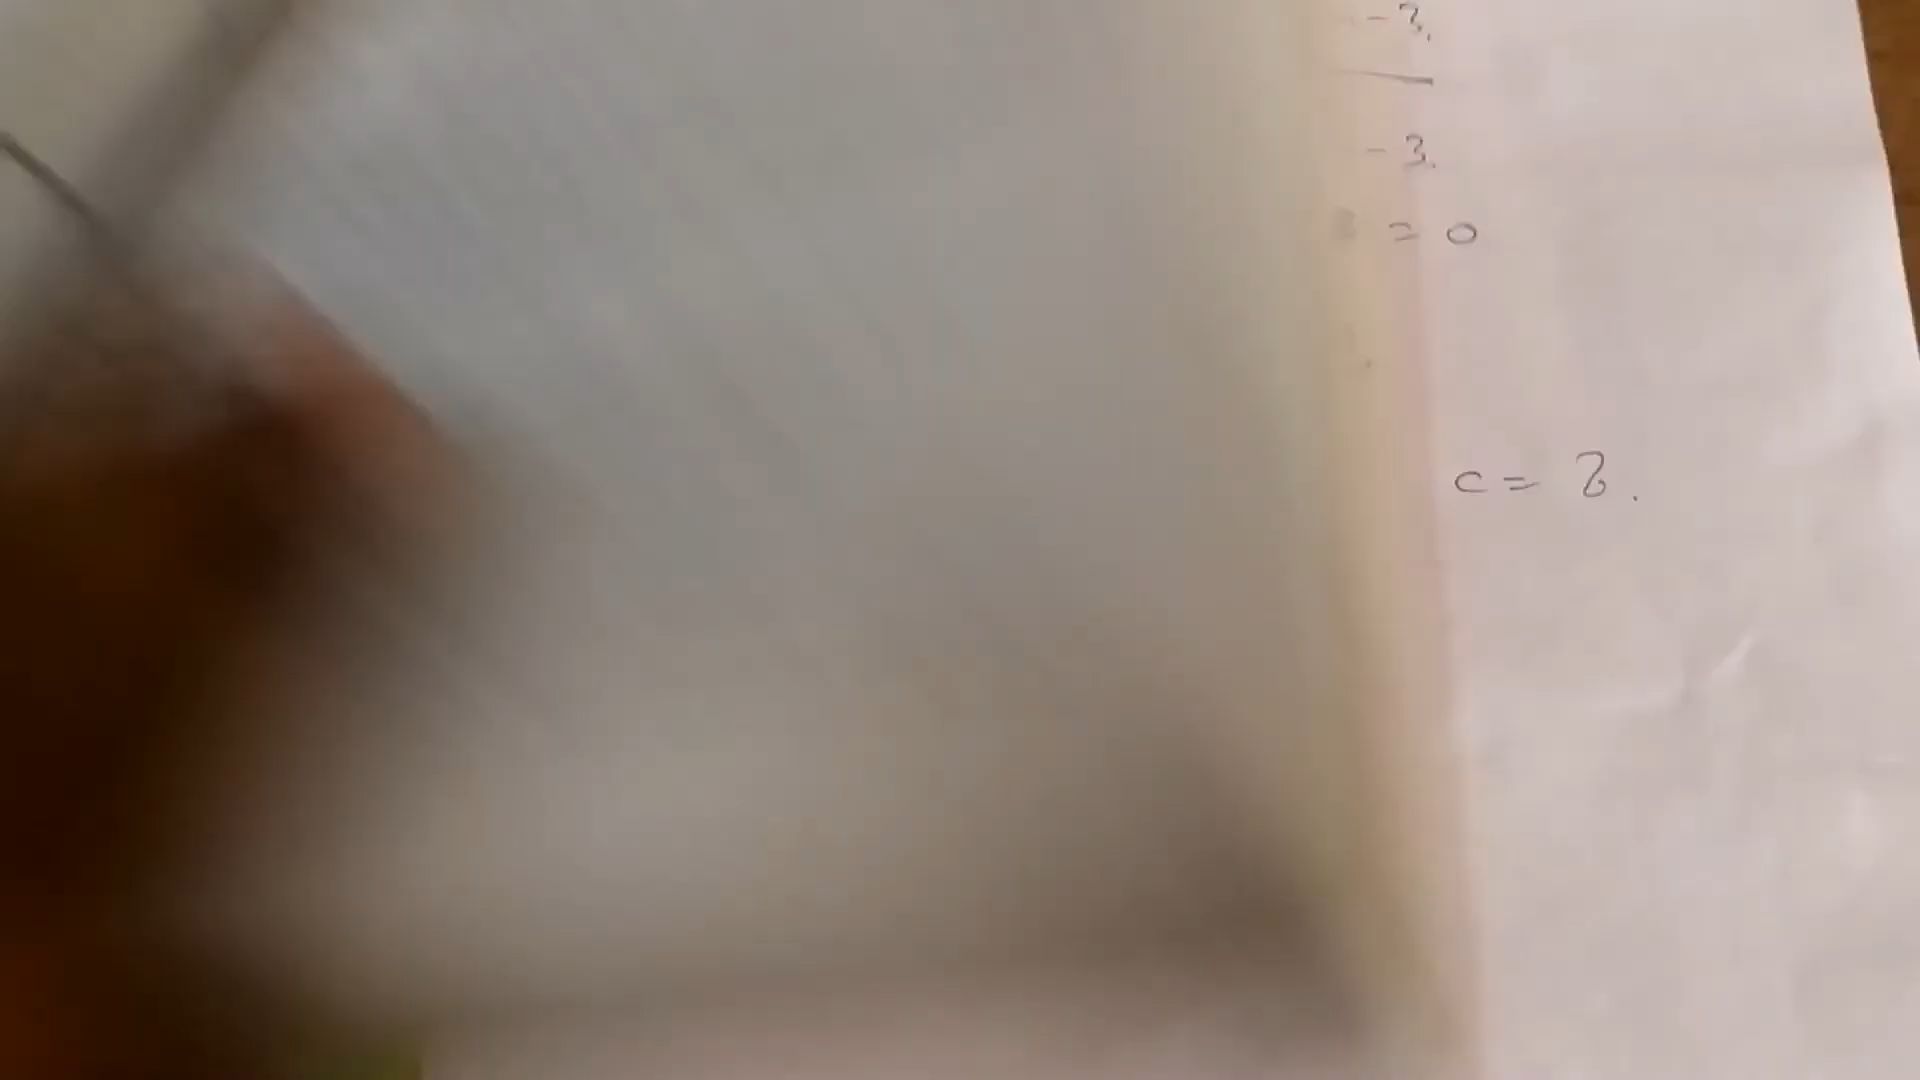 -3.
-3.
= 0
c = 3.